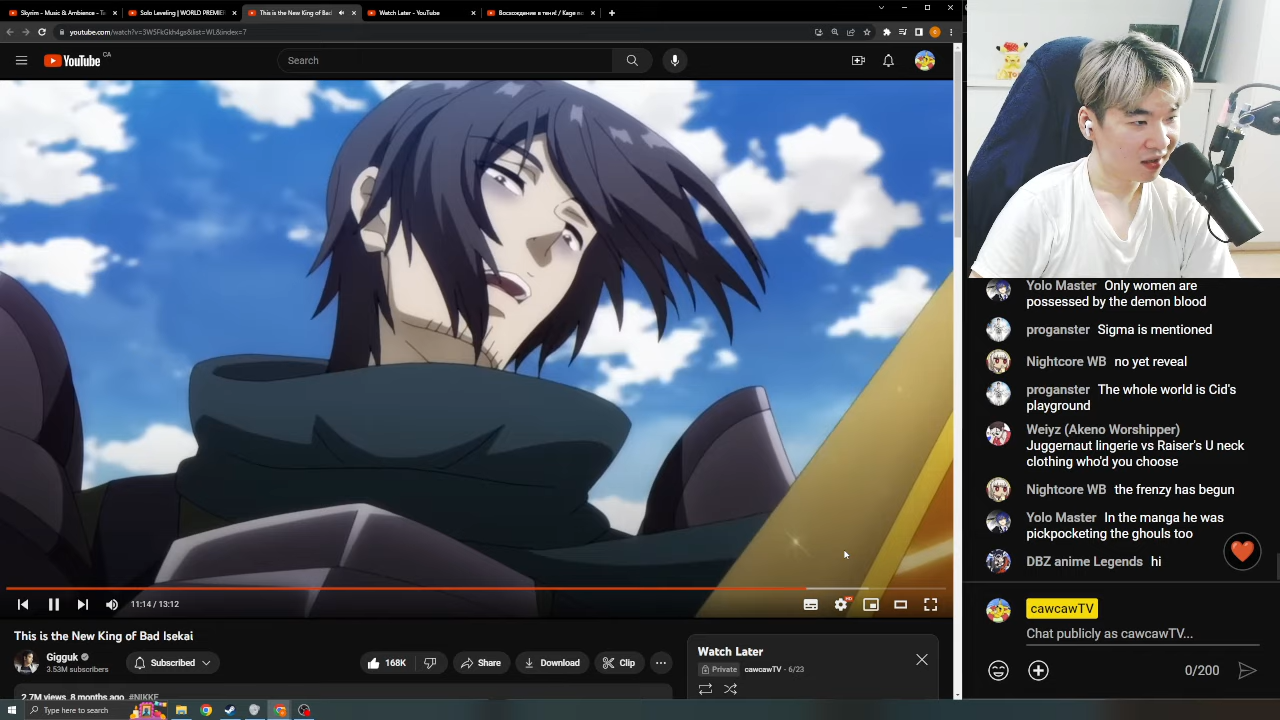 Skyrim - Music & Ambience - Ta
Solo Leveling | WORLD PREMIE
This is the New King of Bad
Watch Later - YouTube
Восхождение в тени! / Kage
youtube.com/watch?v=3W5FkGkh4gs&list=WL&index=7
YouTube CA
Search
11:14 / 13:12
HD
This is the New King of Bad Isekai
Gigguk
3.53M subscribers
Subscribed
168K
Share
Download
Clip
2.7M views 8 months ago #NIKKE
Watch Later
Private cawcawTV - 6/23
Yolo Master Only women are
possessed by the demon blood
proganster Sigma is mentioned
Nightcore WB no yet reveal
proganster The whole world is Cid's
playground
Weiyz (Akeno Worshipper)
Juggernaut lingerie vs Raiser's U neck
clothing who'd you choose
Nightcore WB the frenzy has begun
Yolo Master In the manga he was
pickpocketing the ghouls too
DBZ anime Legends hi
cawcawTV
Chat publicly as cawcawTV...
0/200
Type here to search